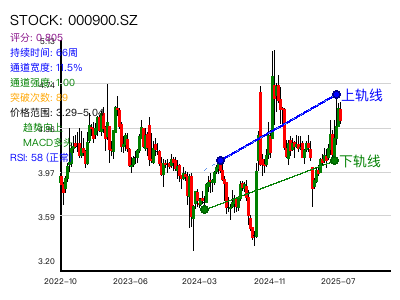 STOCK: 000900.SZ
评分: 0.805
持续时间: 66周
通道宽度: 11.5%
通道强度: 1.00
突破次数:
价格范围: 3.29-5.04
趋势向上
MACD多头
RSI: 58 (正常
上轨线
下轨线
3.97
3.59
3.20
2022-10
2023-06
2024-03
2024-11
2025-07